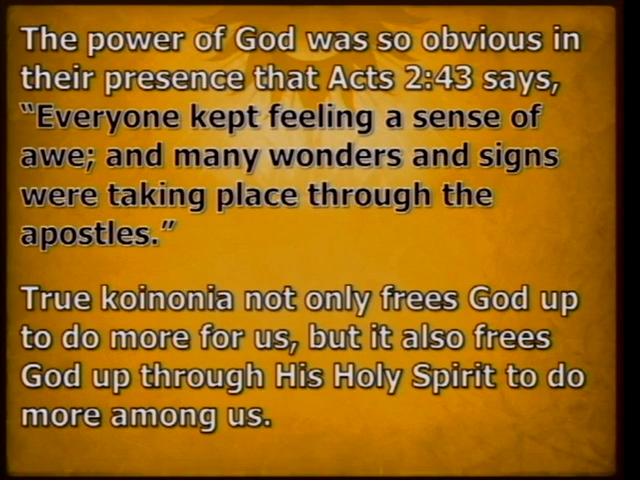 The power of God was so obvious in
their presence that Acts 2:43 says,
“Everyone kept feeling a sense of
awe; and many wonders and signs
were taking place through the
apostles.”
True koinonia not only frees God up
to do more for us, but it also frees
God up through His Holy Spirit to do
more among us.